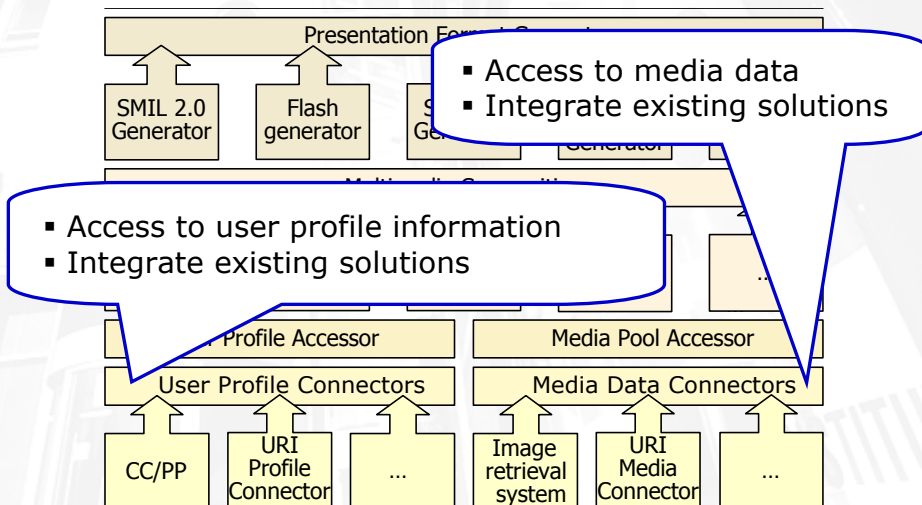 Presentation
▪ Access to media data
▪ Integrate existing solutions
SMIL 2.0
Generator
Flash
generator
▪ Access to user profile information
▪ Integrate existing solutions
…
Profile Accessor
Media Pool Accessor
User Profile Connectors
Media Data Connectors
CC/PP
URI
Profile
Connector
…
Image
retrieval
system
URI
Media
Connector
…